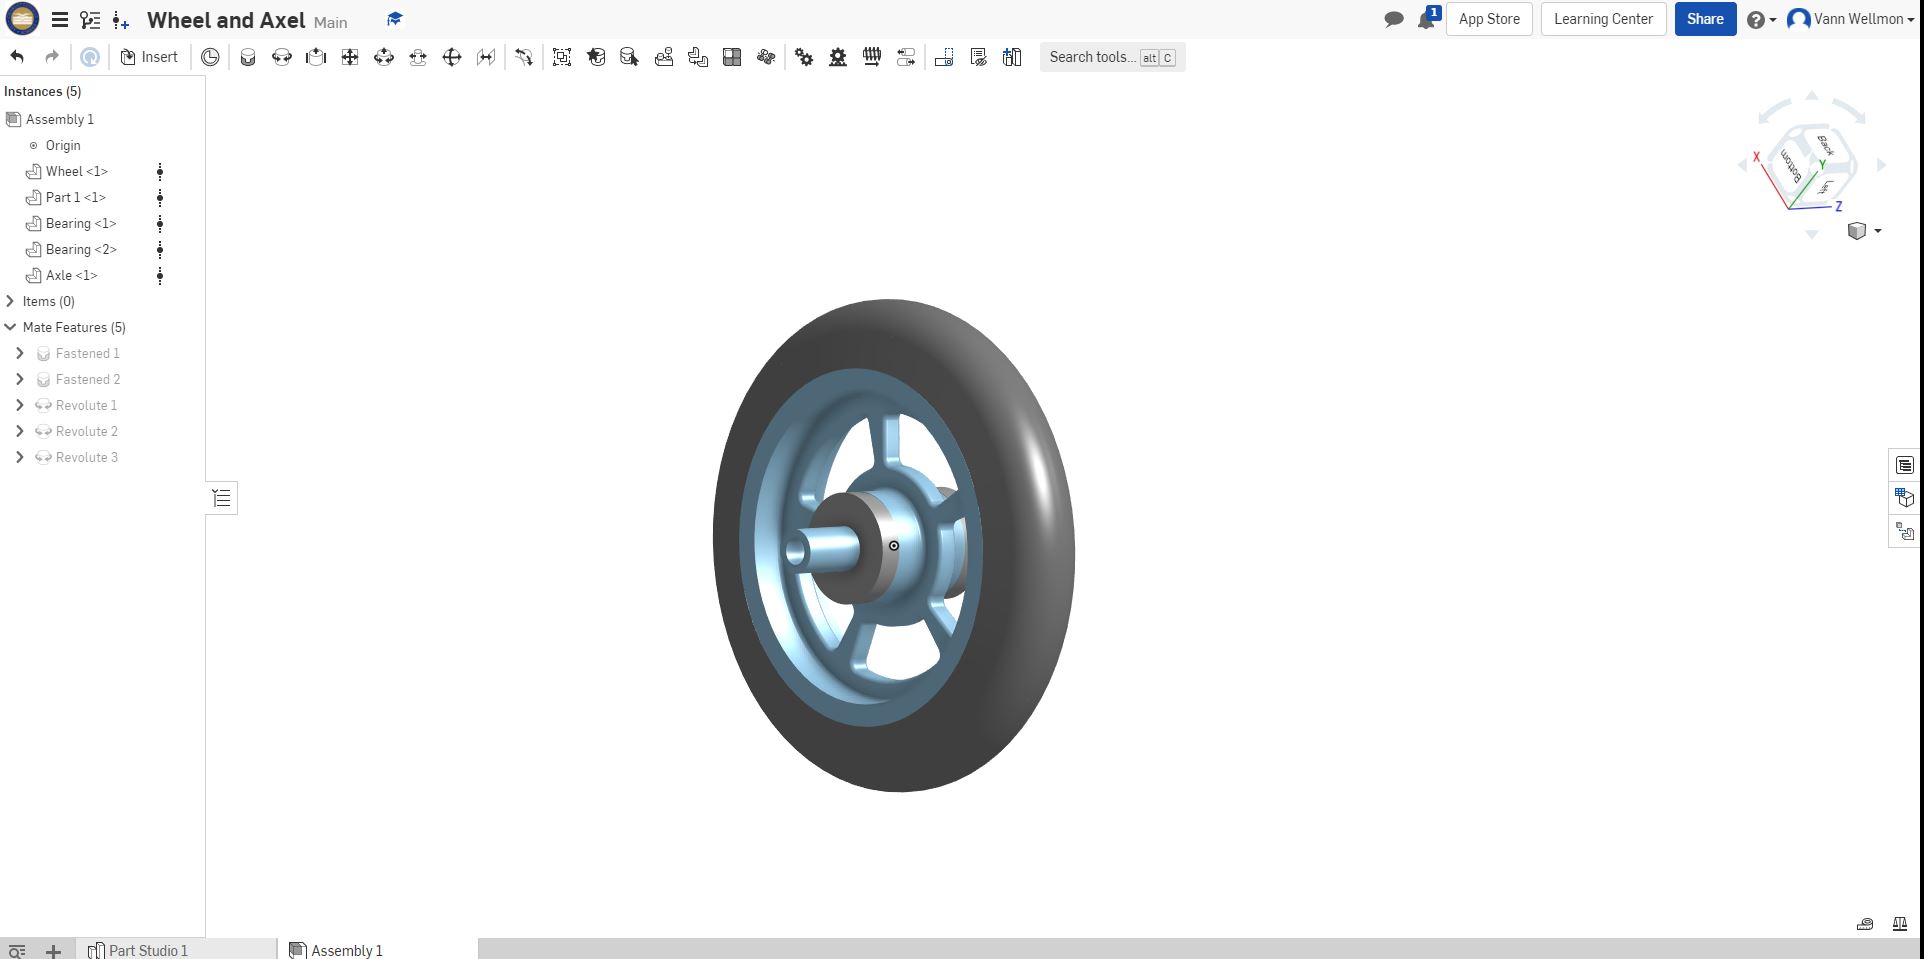 Wheel and Axel Main
1
App Store
Learning Center
Share
Vann Wellmon
Insert
Search tools... alt C
Instances (5)
Assembly 1
Origin
Wheel <1>
Part 1 <1>
Bearing <1>
Bearing <2>
Axle <1>
Items (0)
Mate Features (5)
Fastened 1
Fastened 2
Revolute 1
Revolute 2
Revolute 3
Back
Bottom
Left
X
Y
Z
Part Studio 1
Assembly 1